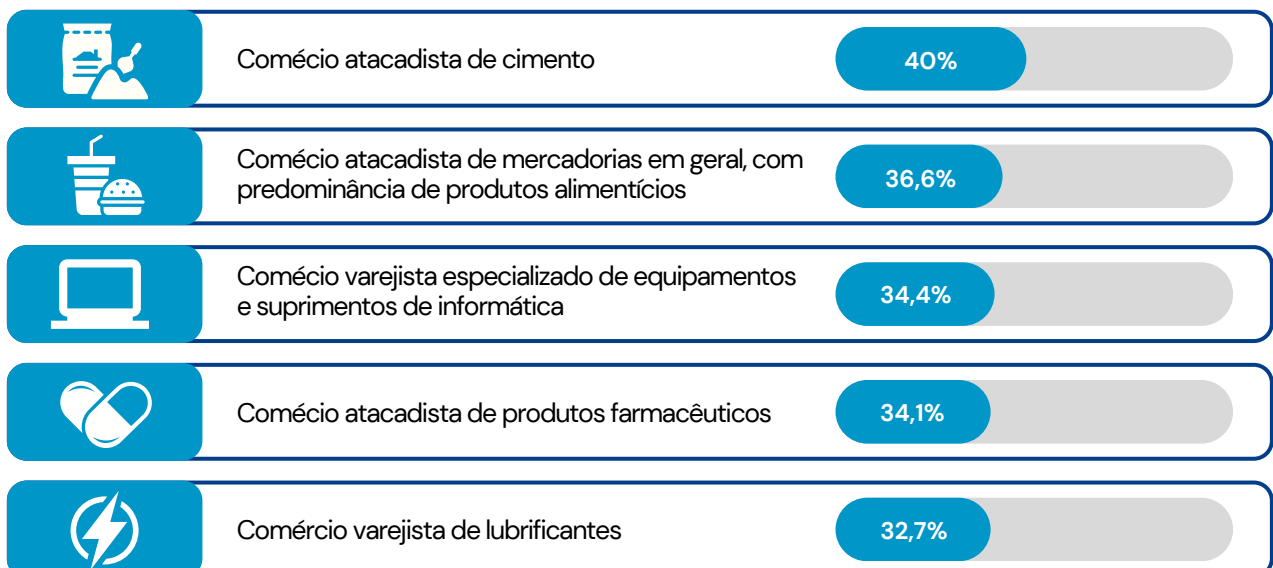 Comécio atacadista de cimento
40%
Comécio atacadista de mercadorias em geral, com
predominância de produtos alimentícios
36,6%
Comécio varejista especializado de equipamentos
e suprimentos de informática
34,4%
Comécio atacadista de produtos farmacêuticos
34,1%
Comércio varejista de lubrificantes
32,7%